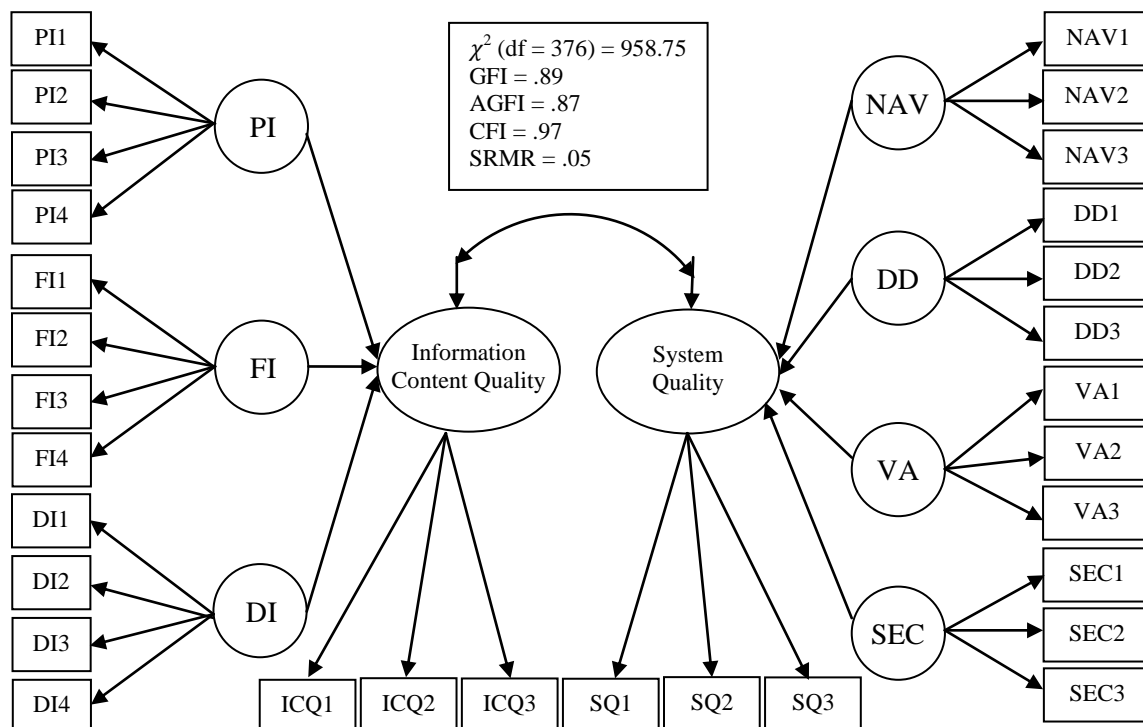 PI1
PI2
PI3
PI4
PI
FI1
FI2
FI3
FI4
FI
DI1
DI2
DI3
DI4
DI
χ² (df = 376) = 958.75
GFI = .89
AGFI = .87
CFI = .97
SRMR = .05
Information
Content Quality
System
Quality
ICQ1
ICQ2
ICQ3
SQ1
SQ2
SQ3
NAV
NAV1
NAV2
NAV3
DD
DD1
DD2
DD3
VA
VA1
VA2
VA3
SEC
SEC1
SEC2
SEC3